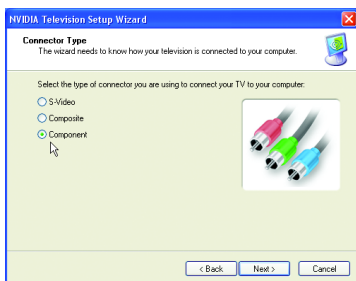 NVIDIA Television Setup Wizard
Connector Type
The wizard needs to know how your television is connected to your computer.
Select the type of connector you are using to connect your TV to your computer:
S-Video
Composite
Component
< Back
Next >
Cancel